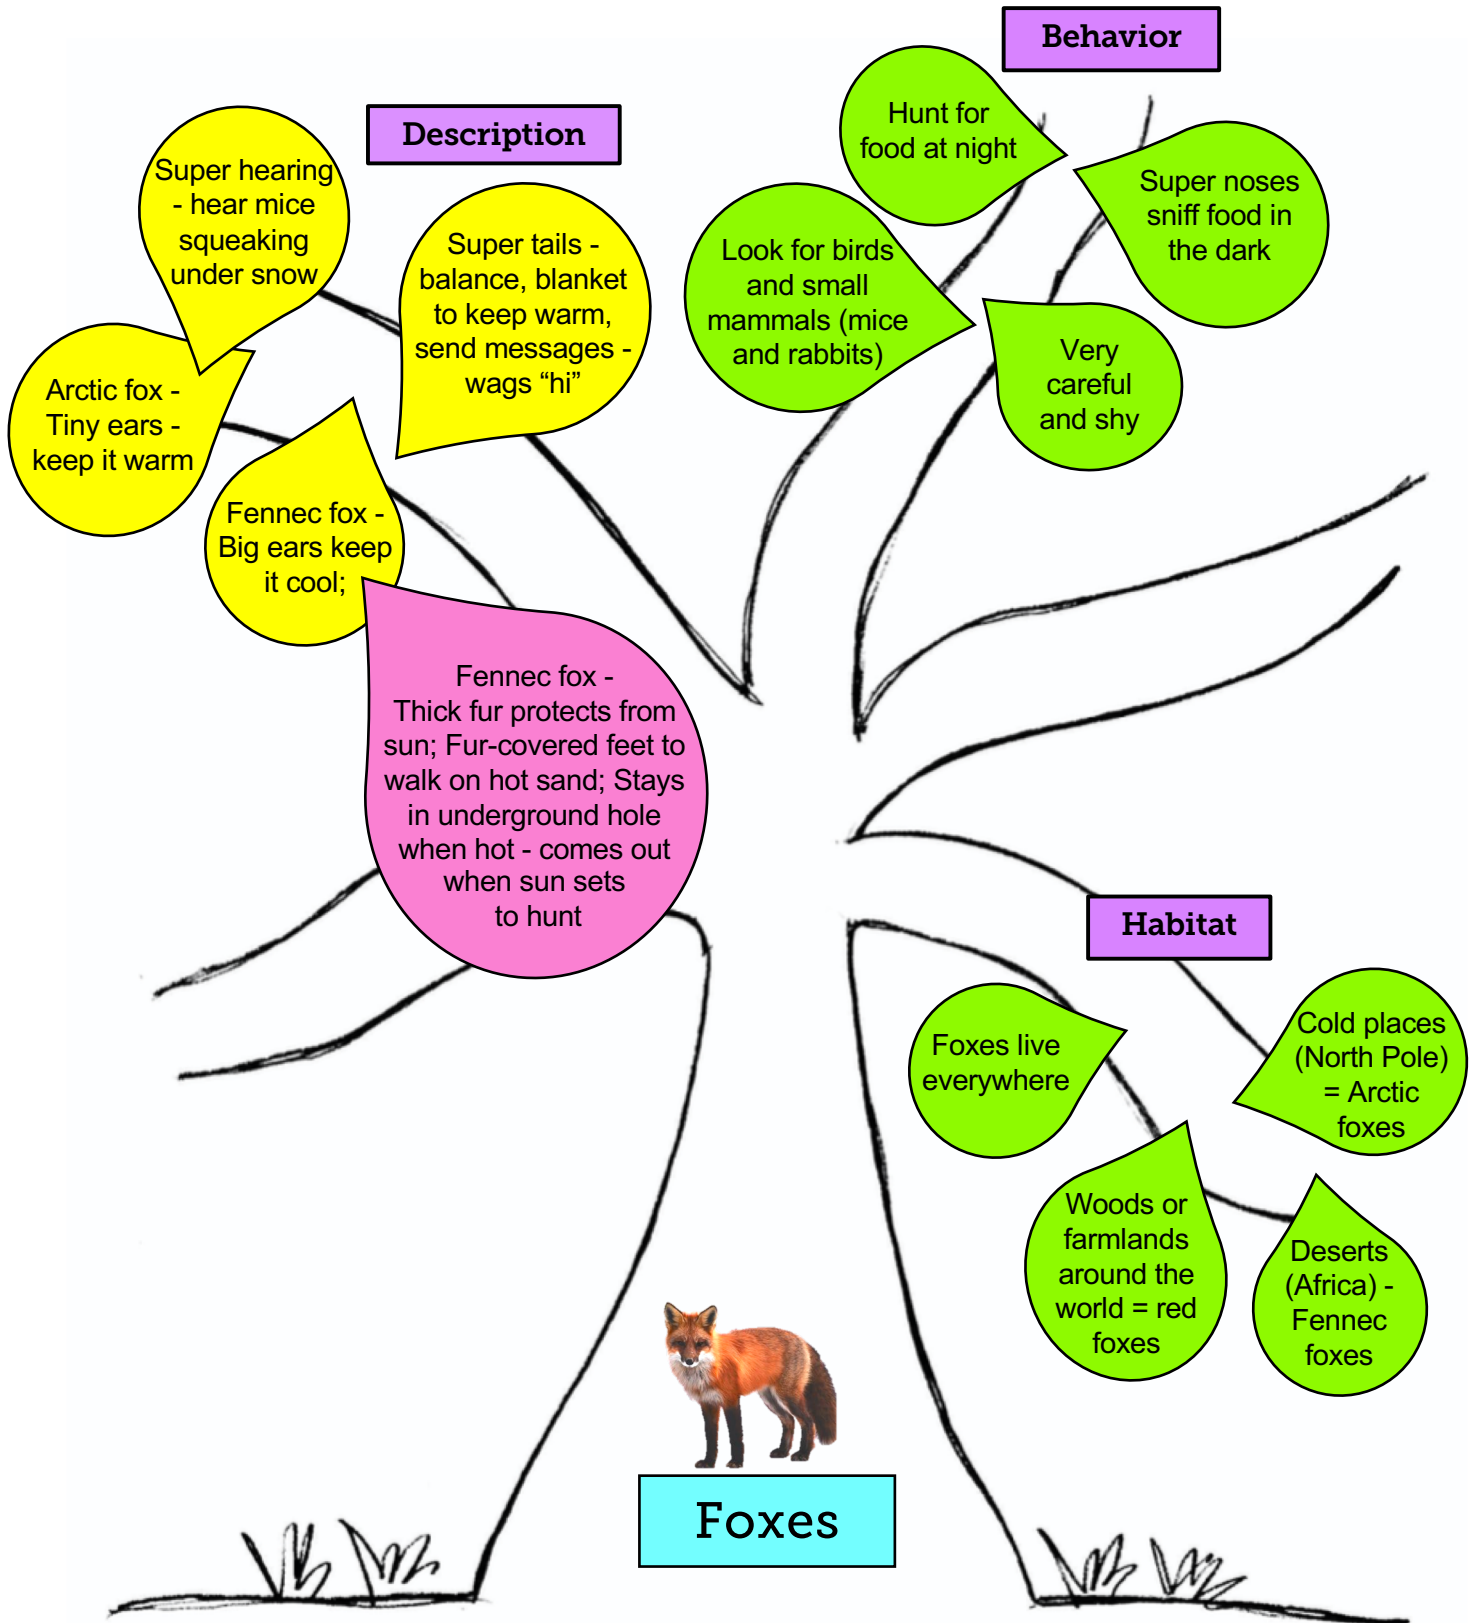 Behavior
Hunt for
food at night
Super noses
sniff food in
the dark
Look for birds
and small
mammals (mice
and rabbits)
Very
careful
and shy
Description
Super hearing
- hear mice
squeaking
under snow
Super tails -
balance, blanket
to keep warm,
send messages -
wags “hi”
Arctic fox -
Tiny ears -
keep it warm
Fennec fox -
Big ears keep
it cool;
Fennec fox -
Thick fur protects from
sun; Fur-covered feet to
walk on hot sand; Stays
in underground hole
when hot - comes out
when sun sets
to hunt
Habitat
Foxes live
everywhere
Cold places
(North Pole)
= Arctic
foxes
Woods or
farmlands
around the
world = red
foxes
Deserts
(Africa) -
Fennec
foxes
Foxes